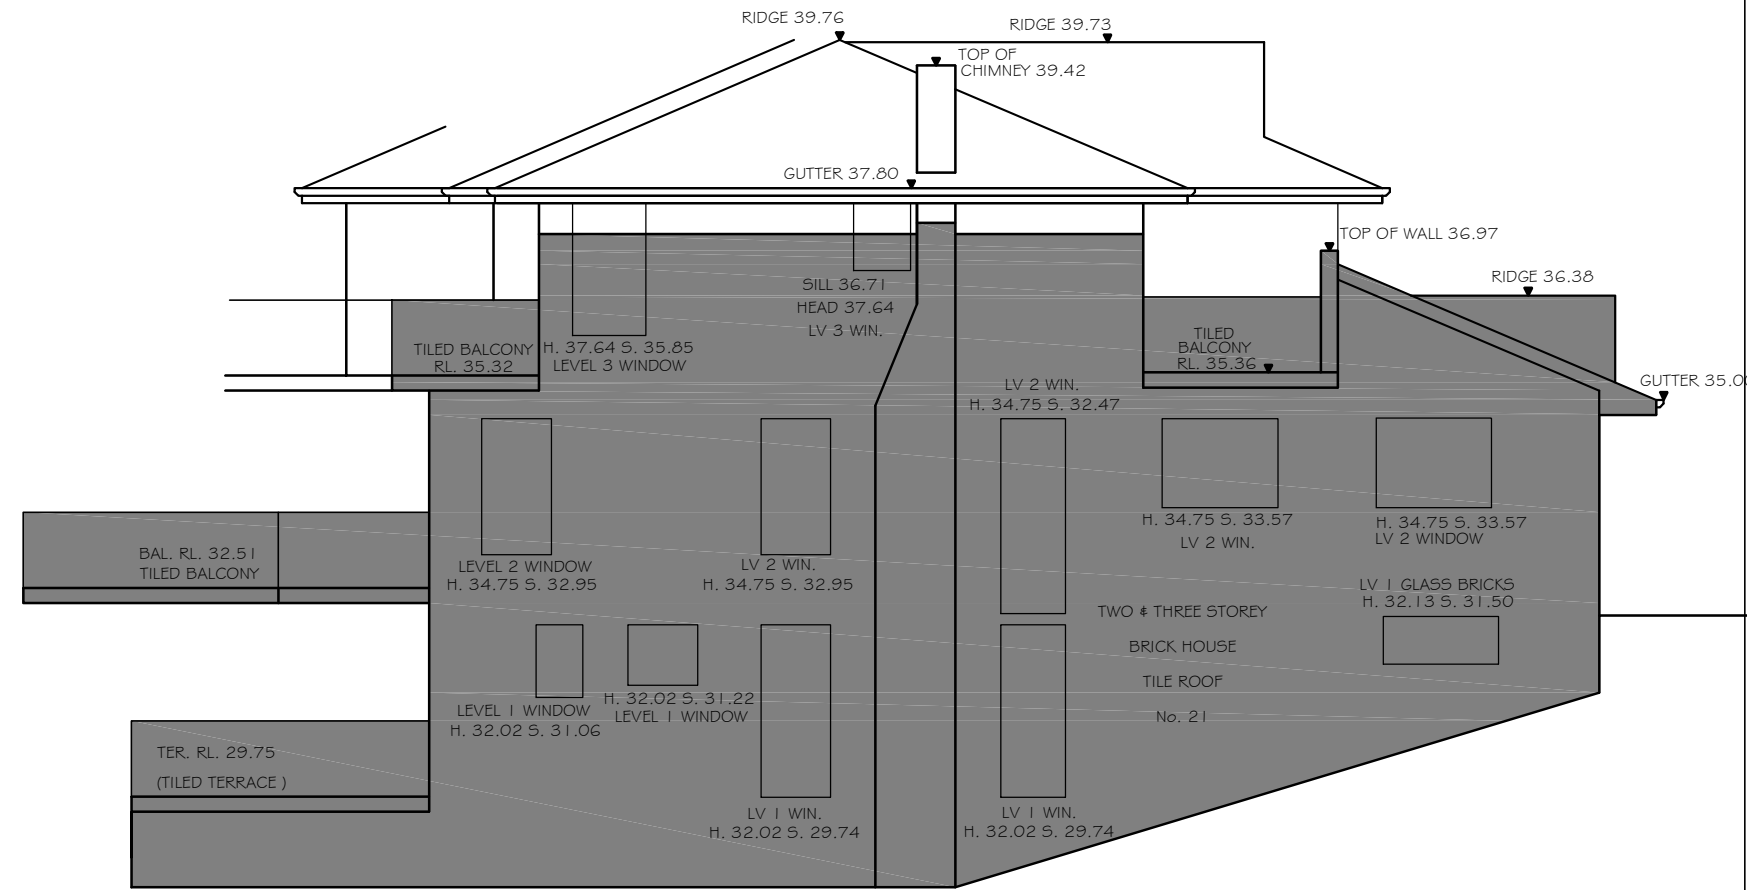 RIDGE 39.76
RIDGE 39.73
TOP OF
CHIMNEY 39.42
GUTTER 37.80
TOP OF WALL 36.97
RIDGE 36.38
SILL 36.71
HEAD 37.64
LV 3 WIN.
TILED BALCONY
RL. 35.32
H. 37.64 S. 35.85
LEVEL 3 WINDOW
TILED
BALCONY
RL. 35.36
GUTTER 35.0
LV 2 WIN.
H. 34.75 S. 32.47
H. 34.75 S. 33.57
LV 2 WIN.
H. 34.75 S. 33.57
LV 2 WINDOW
BAL. RL. 32.51
TILED BALCONY
LEVEL 2 WINDOW
H. 34.75 S. 32.95
LV 2 WIN.
H. 34.75 S. 32.95
LV 1 GLASS BRICKS
H. 32.13 S. 31.50
TWO & THREE STOREY
BRICK HOUSE
TILE ROOF
No. 21
LEVEL 1 WINDOW
H. 32.02 S. 31.06
H. 32.02 S. 31.22
LEVEL 1 WINDOW
TER. RL. 29.75
(TILED TERRACE )
LV 1 WIN.
H. 32.02 S. 29.74
LV 1 WIN.
H. 32.02 S. 29.74